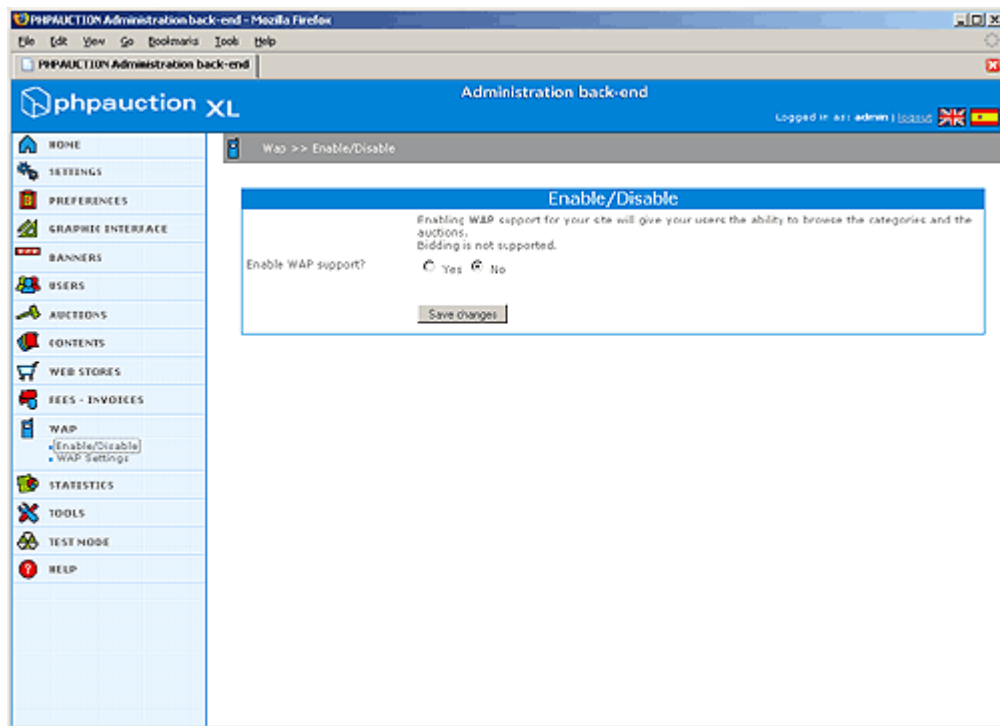 PHPAUCTION Administration back-end - Mozilla Firefox
File Edit View Go Bookmarks Tools Help
PHPAUCTION Administration back-end
phpauction XL
Administration back-end
Logged in as: admin | logout
HOME
Wap >> Enable/Disable
SETTINGS
PREFERENCES
GRAPHIC INTERFACE
BANNERS
USERS
AUCTIONS
CONTENTS
WEB STORES
FEES - INVOICES
WAP
Enable/Disable
WAP Settings
STATISTICS
TOOLS
TEST MODE
HELP
Enable/Disable
Enabling WAP support for your site will give your users the ability to browse the categories and the
auctions.
Bidding is not supported.
Enable WAP support?
Yes No
Save changes